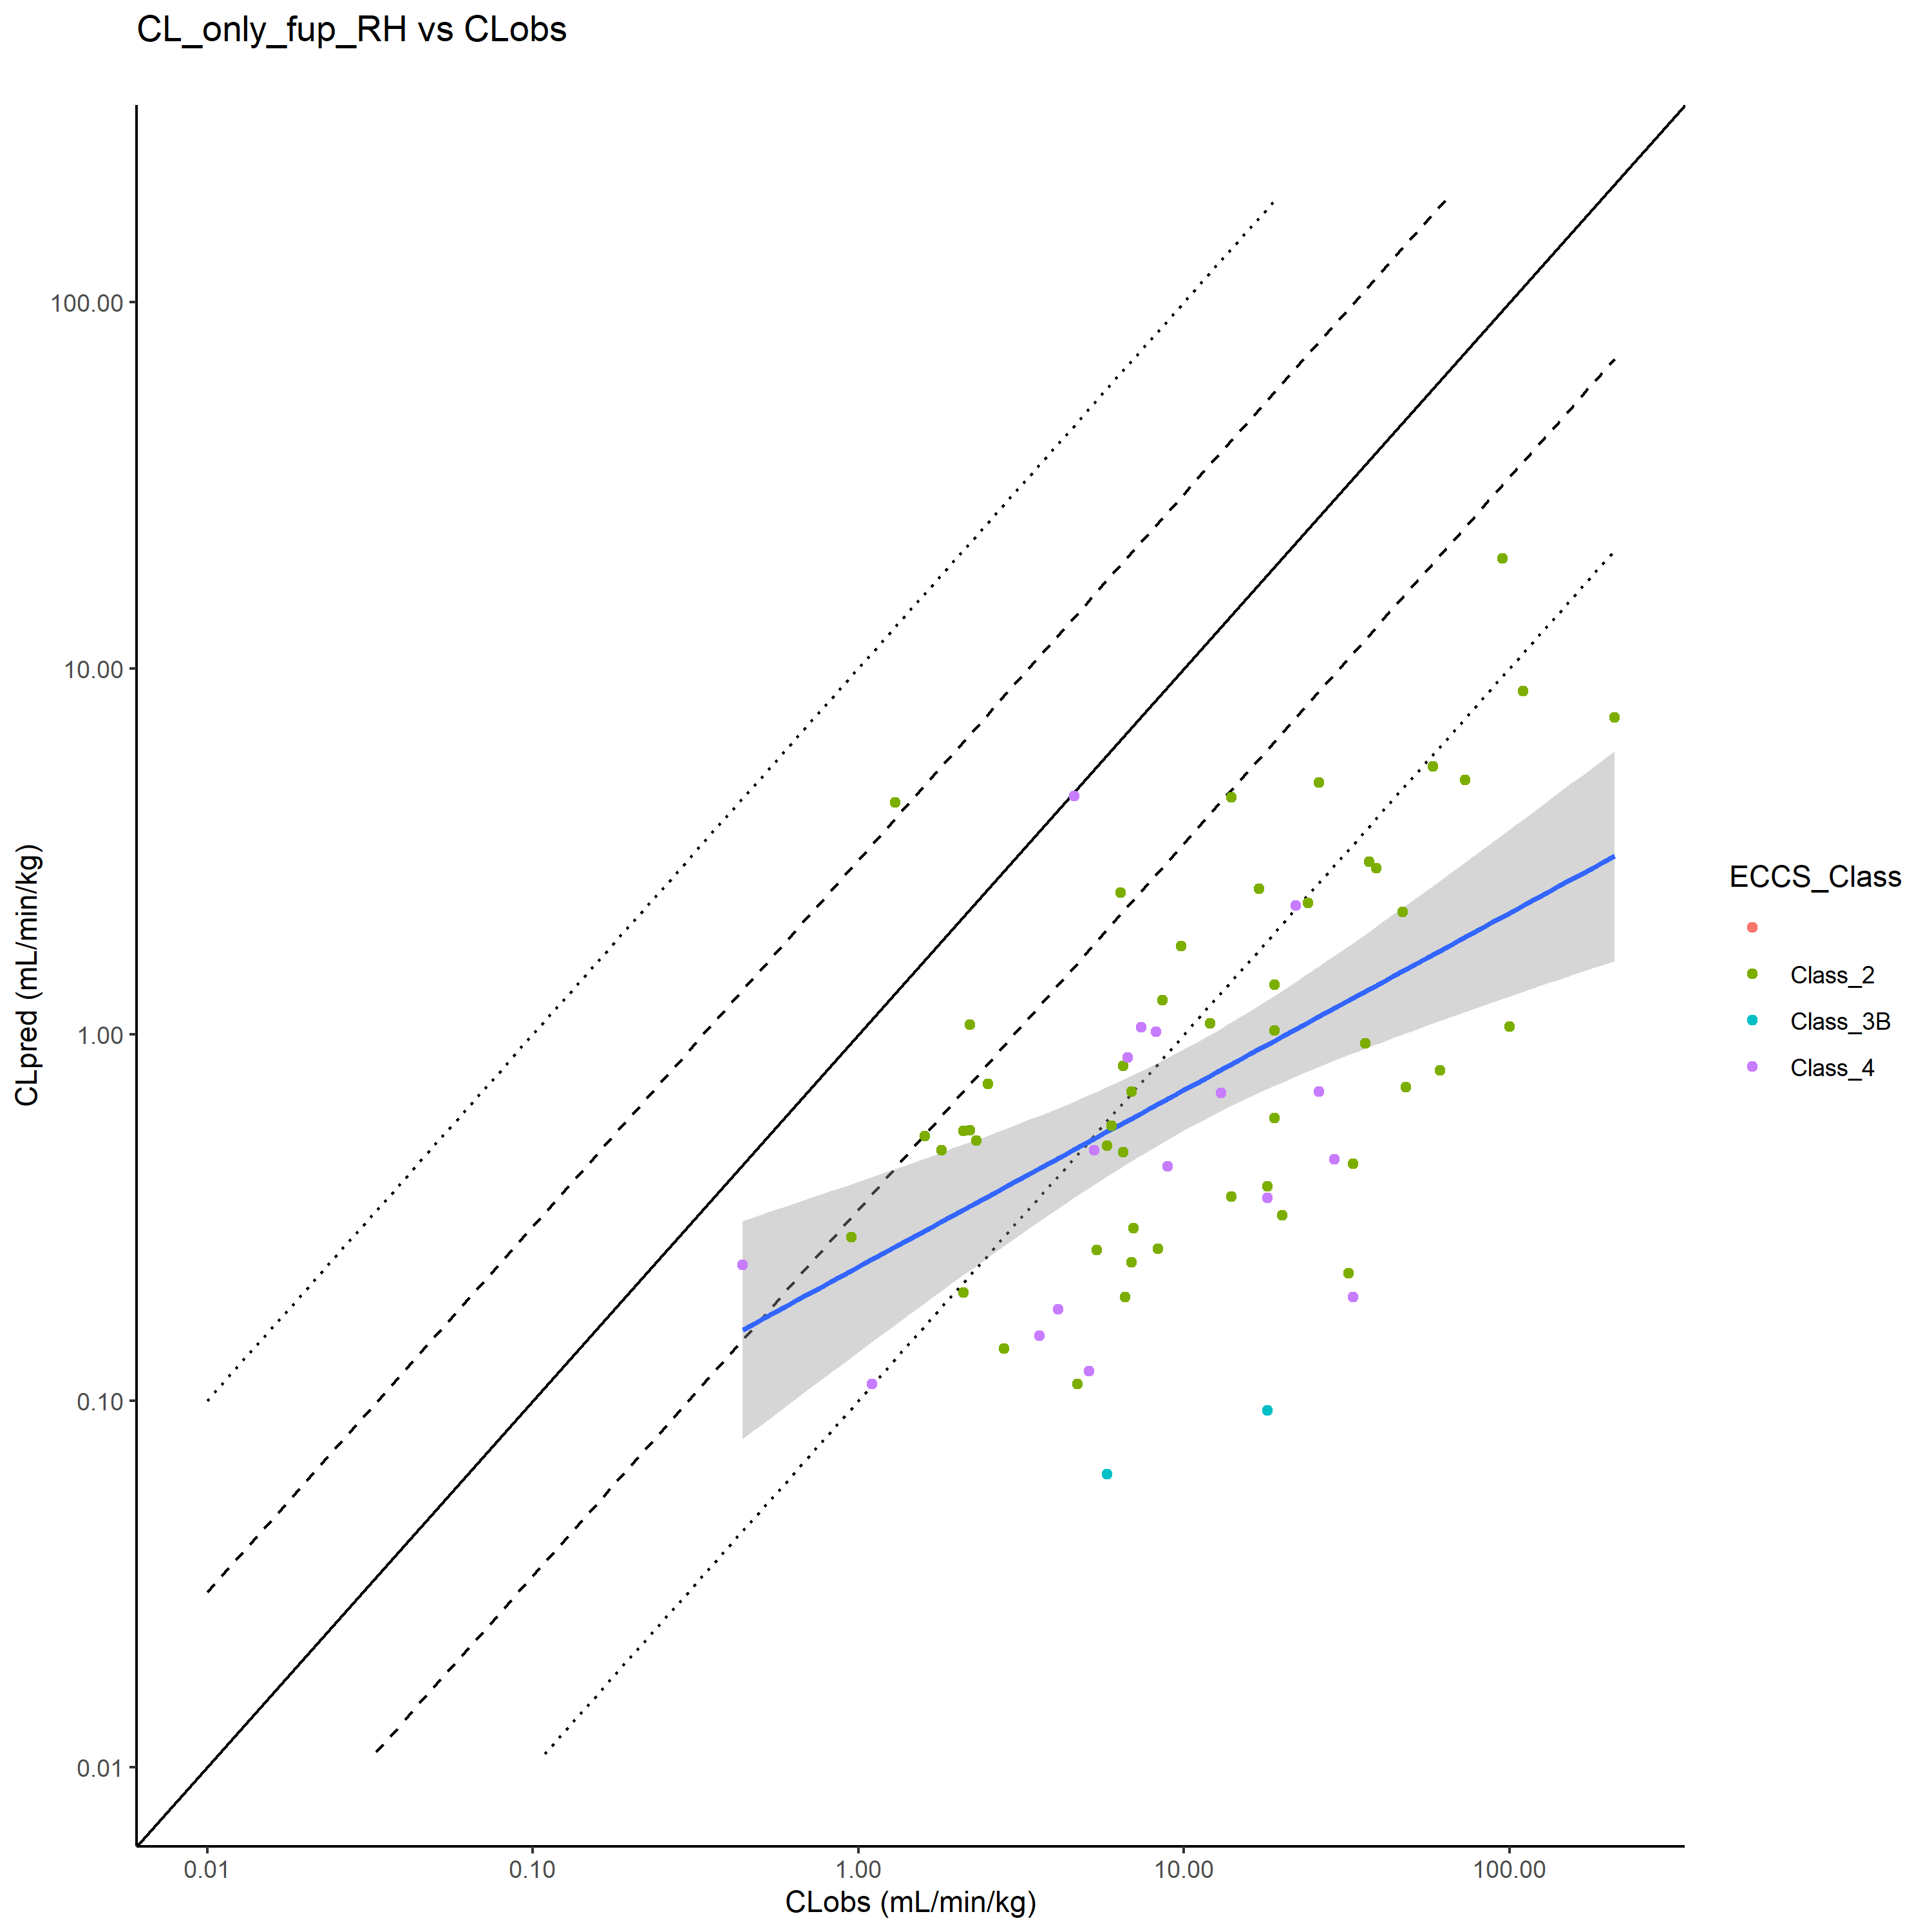 CL_only_fup_RH vs CLobs
100.00
10.00
1.00
0.10
0.01
CLpred (mL/min/kg)
0.01 0.10 1.00 10.00 100.00
CLobs (mL/min/kg)
ECCS_Class
Class_2
Class_3B
Class_4